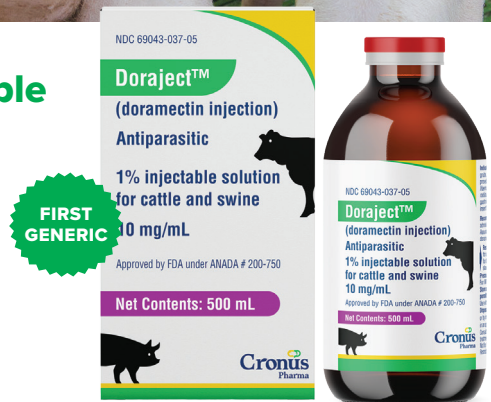 ble
FIRST
GENERIC
NDC 69043-037-05
Doraject™
(doramectin injection)
Antiparasitic
1% injectable solution
for cattle and swine
10 mg/mL
Approved by FDA under ANADA # 200-750
Net Contents: 500 mL
Cronus
Pharma
NDC 69043-037-05
Doraject™
(doramectin injection)
Antiparasitic
1% injectable solution
for cattle and swine
10 mg/mL
Approved by FDA under ANADA # 200-750
Net Contents: 500 mL
Cronus
Pharma